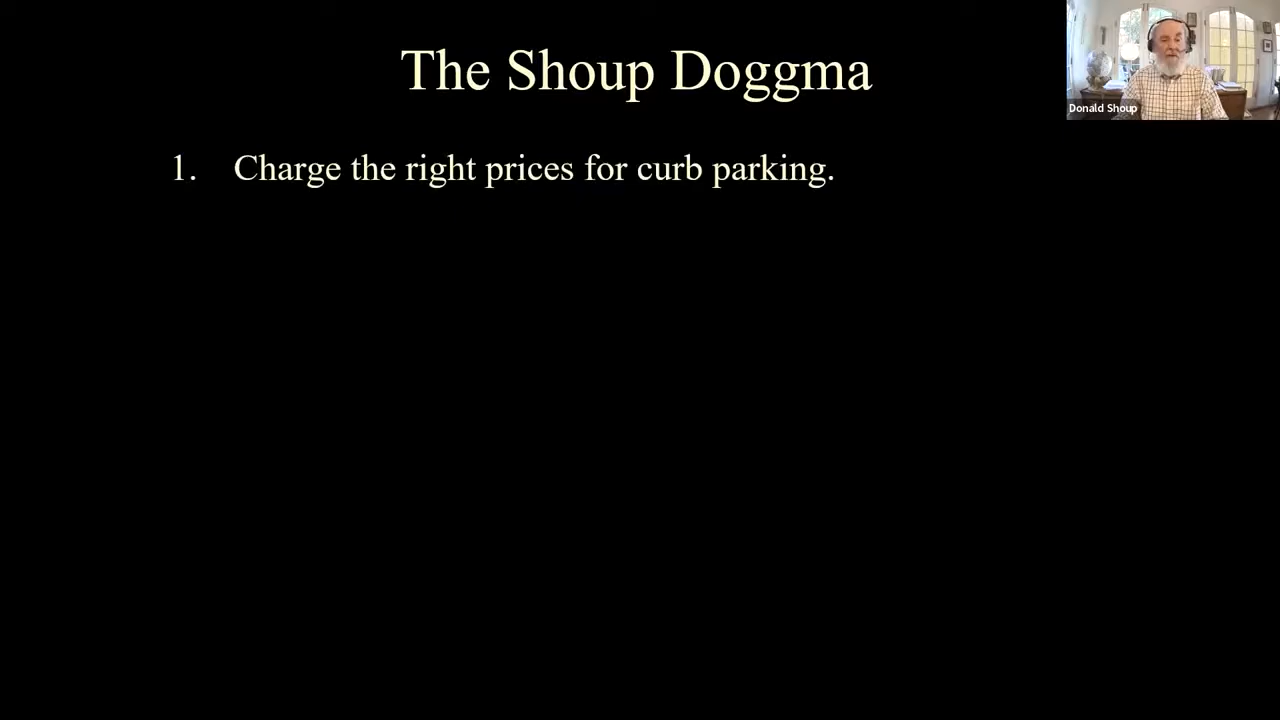 The Shoup Doggma
Donald Shoup
1. Charge the right prices for curb parking.